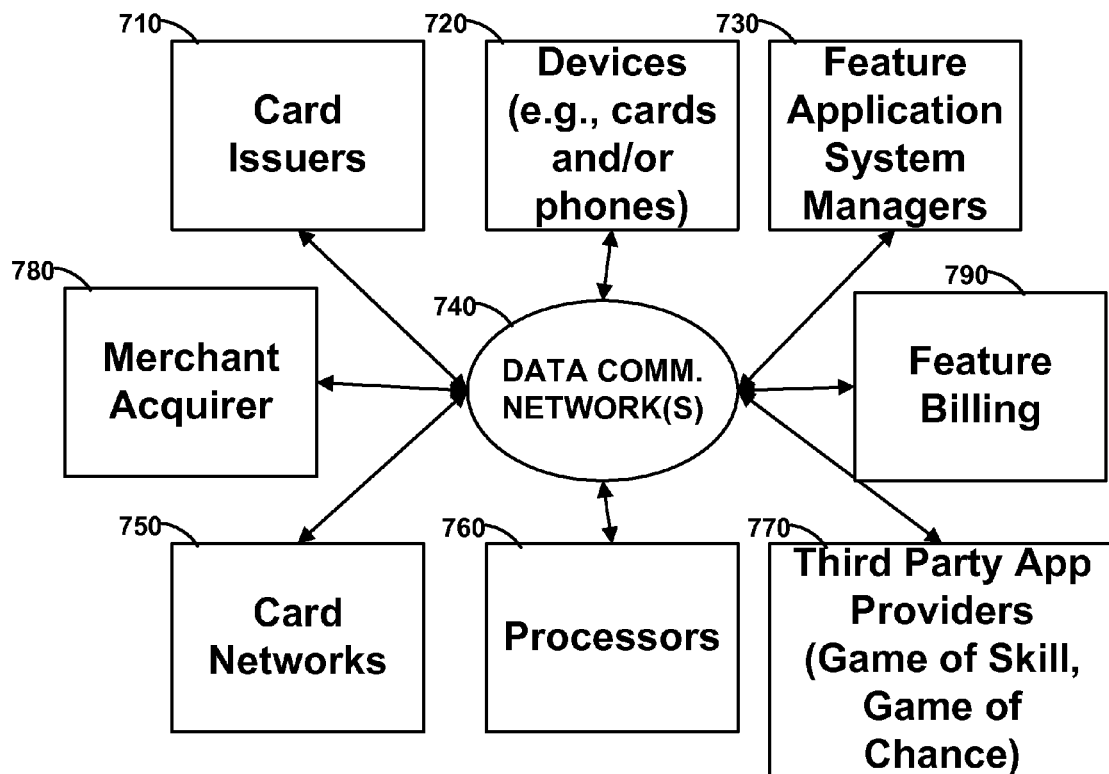 710
Card
Issuers
720
Devices
(e.g., cards
and/or
phones)
730
Feature
Application
System
Managers
780
Merchant
Acquirer
740
DATA COMM.
NETWORK(S)
790
Feature
Billing
750
Card
Networks
760
Processors
770
Third Party App
Providers
(Game of Skill,
Game of
Chance)